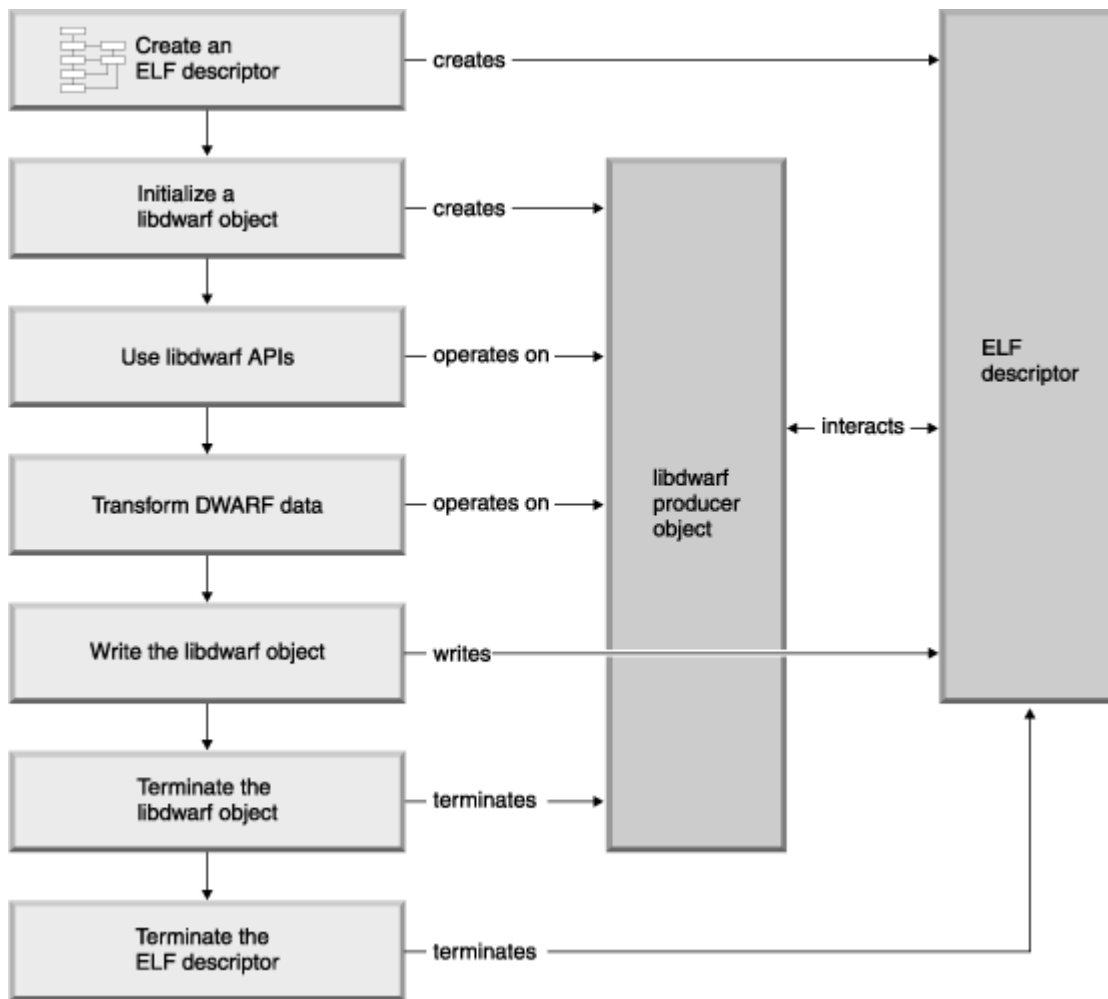 Create an
ELF descriptor
creates
Initialize a
libdwarf object
creates
Use libdwarf APIs
operates on
ELF
descriptor
interacts
libdwarf
producer
object
Transform DWARF data
operates on
Write the libdwarf object
writes
Terminate the
libdwarf object
terminates
Terminate the
ELF descriptor
terminates